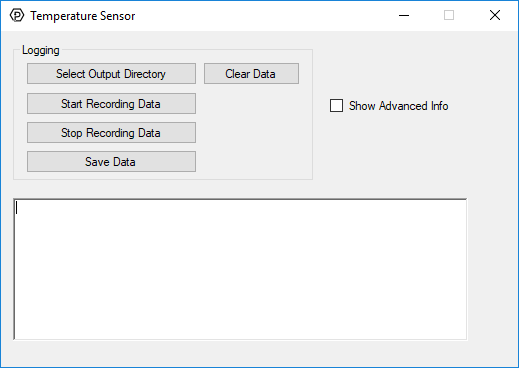 Temperature Sensor
Logging
Select Output Directory
Clear Data
Start Recording Data
Show Advanced Info
Stop Recording Data
Save Data